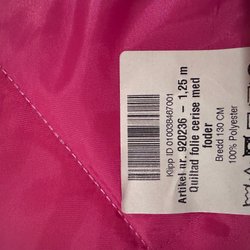 Klipp ID 010038467001
Artikel nr. 920236 - 1,25 m
Quiltad folie cerise med
foder
Bredd 130 CM
100% Polyester